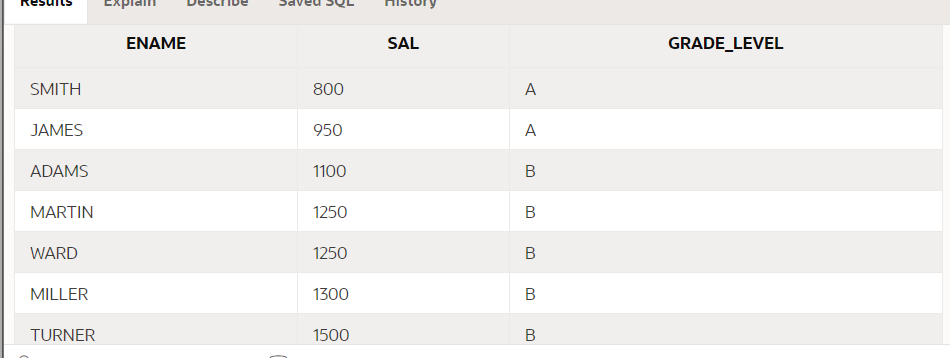 Results Explain Describe Saved SQL History
ENAME SAL GRADE_LEVEL
SMITH 800 A
JAMES 950 A
ADAMS 1100 B
MARTIN 1250 B
WARD 1250 B
MILLER 1300 B
TURNER 1500 B